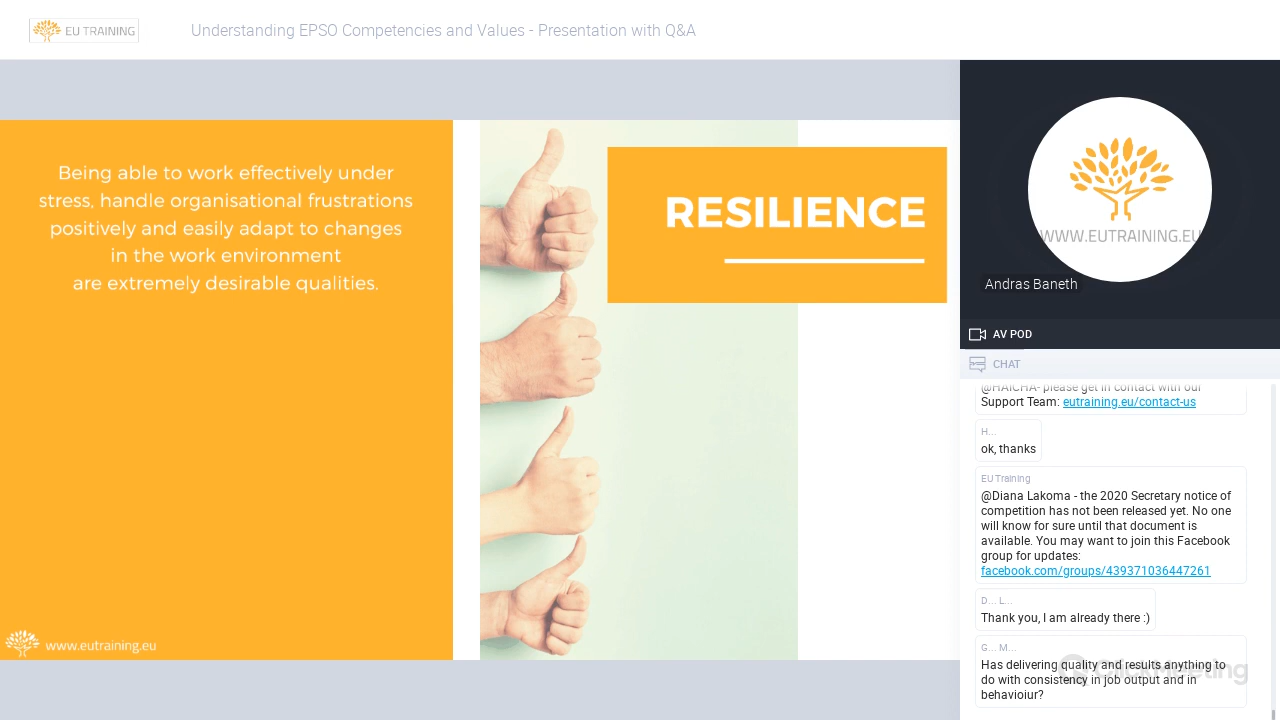 EU TRAINING
Understanding EPSO Competencies and Values - Presentation with Q&A
Being able to work effectively under
stress, handle organisational frustrations
positively and easily adapt to changes
in the work environment
are extremely desirable qualities.
www.eutraining.eu
RESILIENCE
WWW.EUTRAINING.EU
Andras Baneth
AV POD
CHAT
@HAICHA- please get in contact with our
Support Team: eutraining.eu/contact-us
H...
ok, thanks
EU Training
@Diana Lakoma - the 2020 Secretary notice of
competition has not been released yet. No one
will know for sure until that document is
available. You may want to join this Facebook
group for updates:
facebook.com/groups/439371036447261
D... L...
Thank you, I am already there :)
G... M...
Has delivering quality and results anything to
do with consistency in job output and in
behavioiur?
ClickMeeting